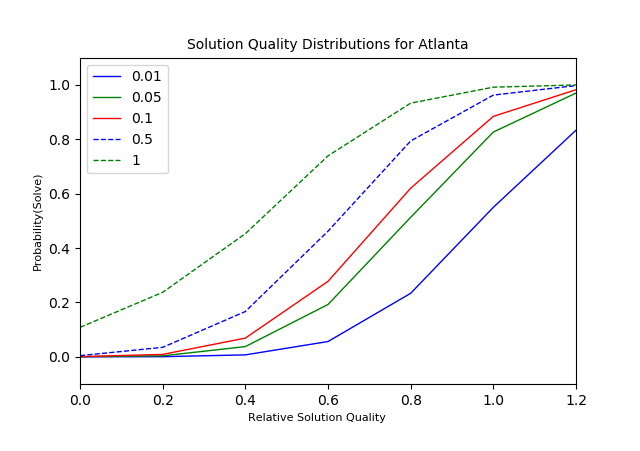 Solution Quality Distributions for Atlanta
0.01
0.05
0.1
0.5
1
Probability(Solve)
1.0
0.8
0.6
0.4
0.2
0.0
0.0 0.2 0.4 0.6 0.8 1.0 1.2
Relative Solution Quality